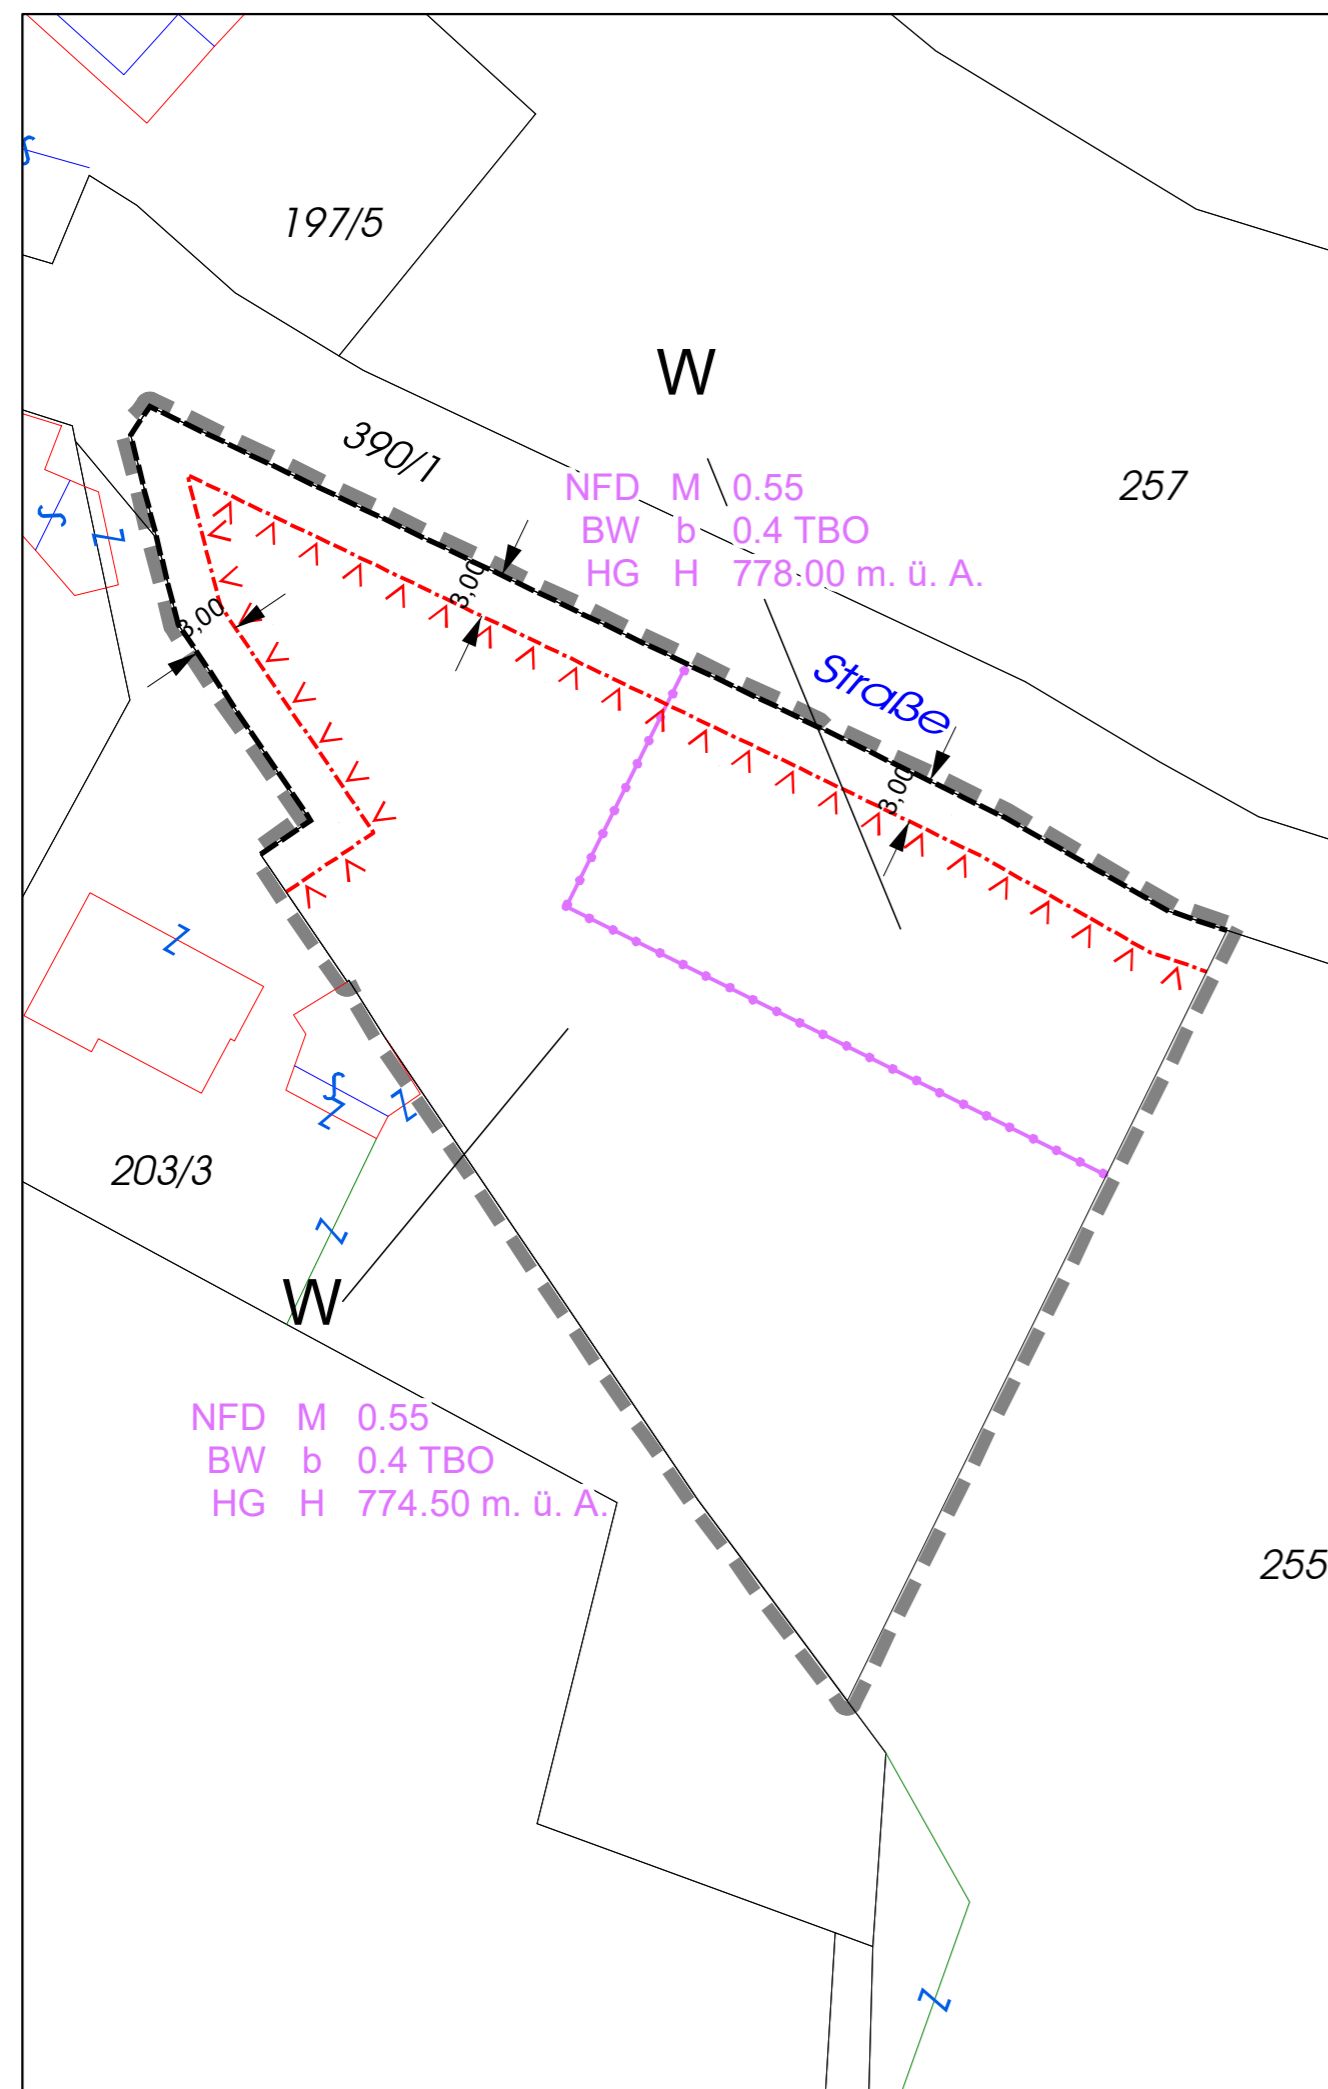 197/5
W
390/1
257
NFD M 0.55
BW b 0.4 TBO
HG H 778.00 m. ü. A.
3,00
3,00
Straße
3,00
203/3
W
NFD M 0.55
BW b 0.4 TBO
HG H 774.50 m. ü. A.
255